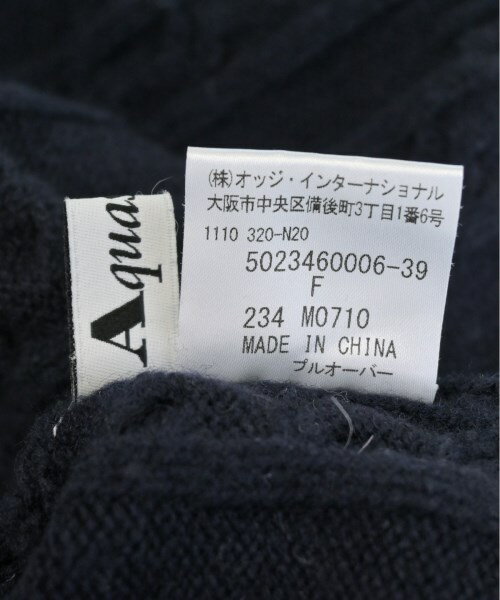 Aqua
(株)オッジ・インターナショナル
大阪市中央区備後町3丁目1番6号
1110 320-N20
5023460006-39
F
234 M0710
MADE IN CHINA
プルオーバー